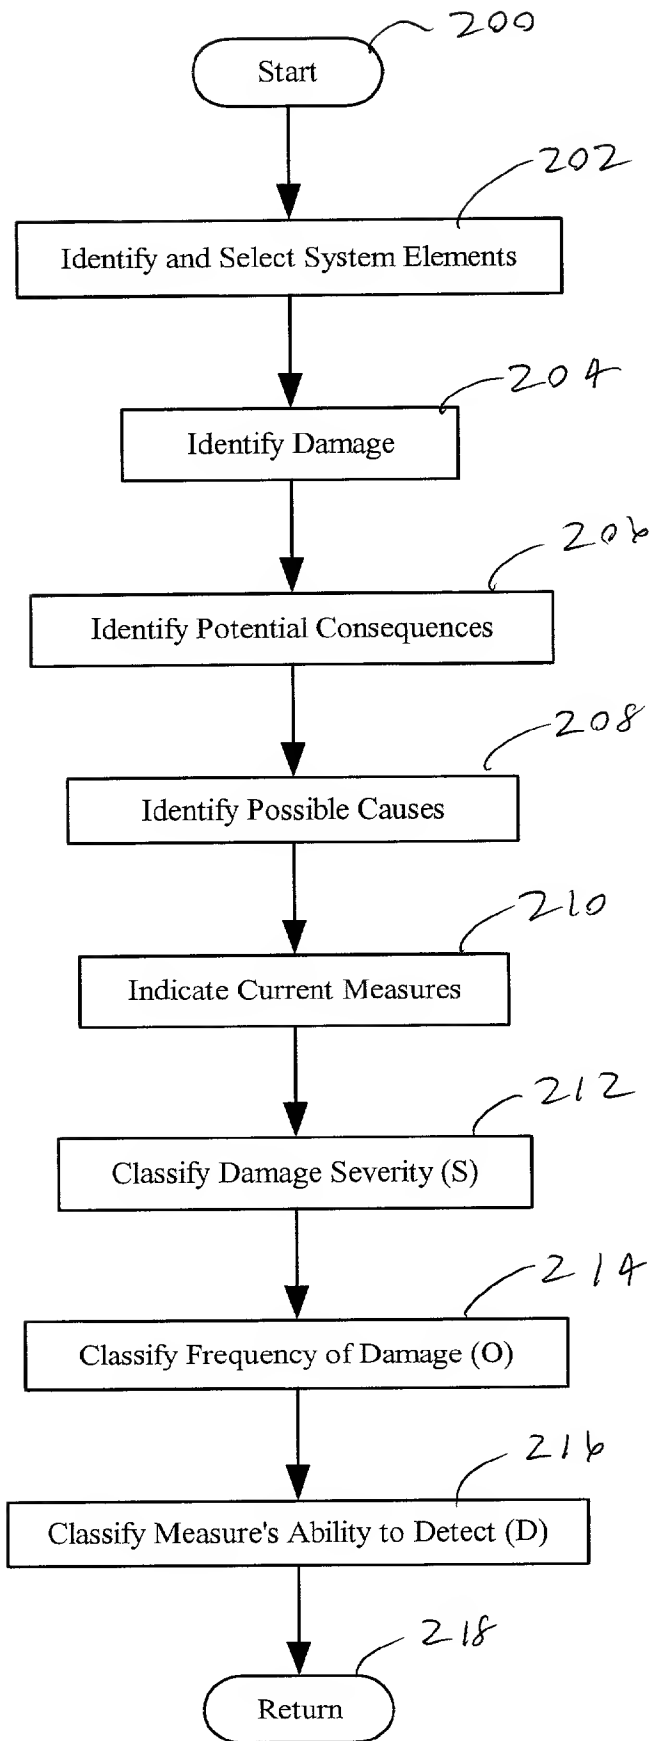 200
Start
202
Identify and Select System Elements
204
Identify Damage
206
Identify Potential Consequences
208
Identify Possible Causes
210
Indicate Current Measures
212
Classify Damage Severity (S)
214
Classify Frequency of Damage (O)
216
Classify Measure's Ability to Detect (D)
218
Return